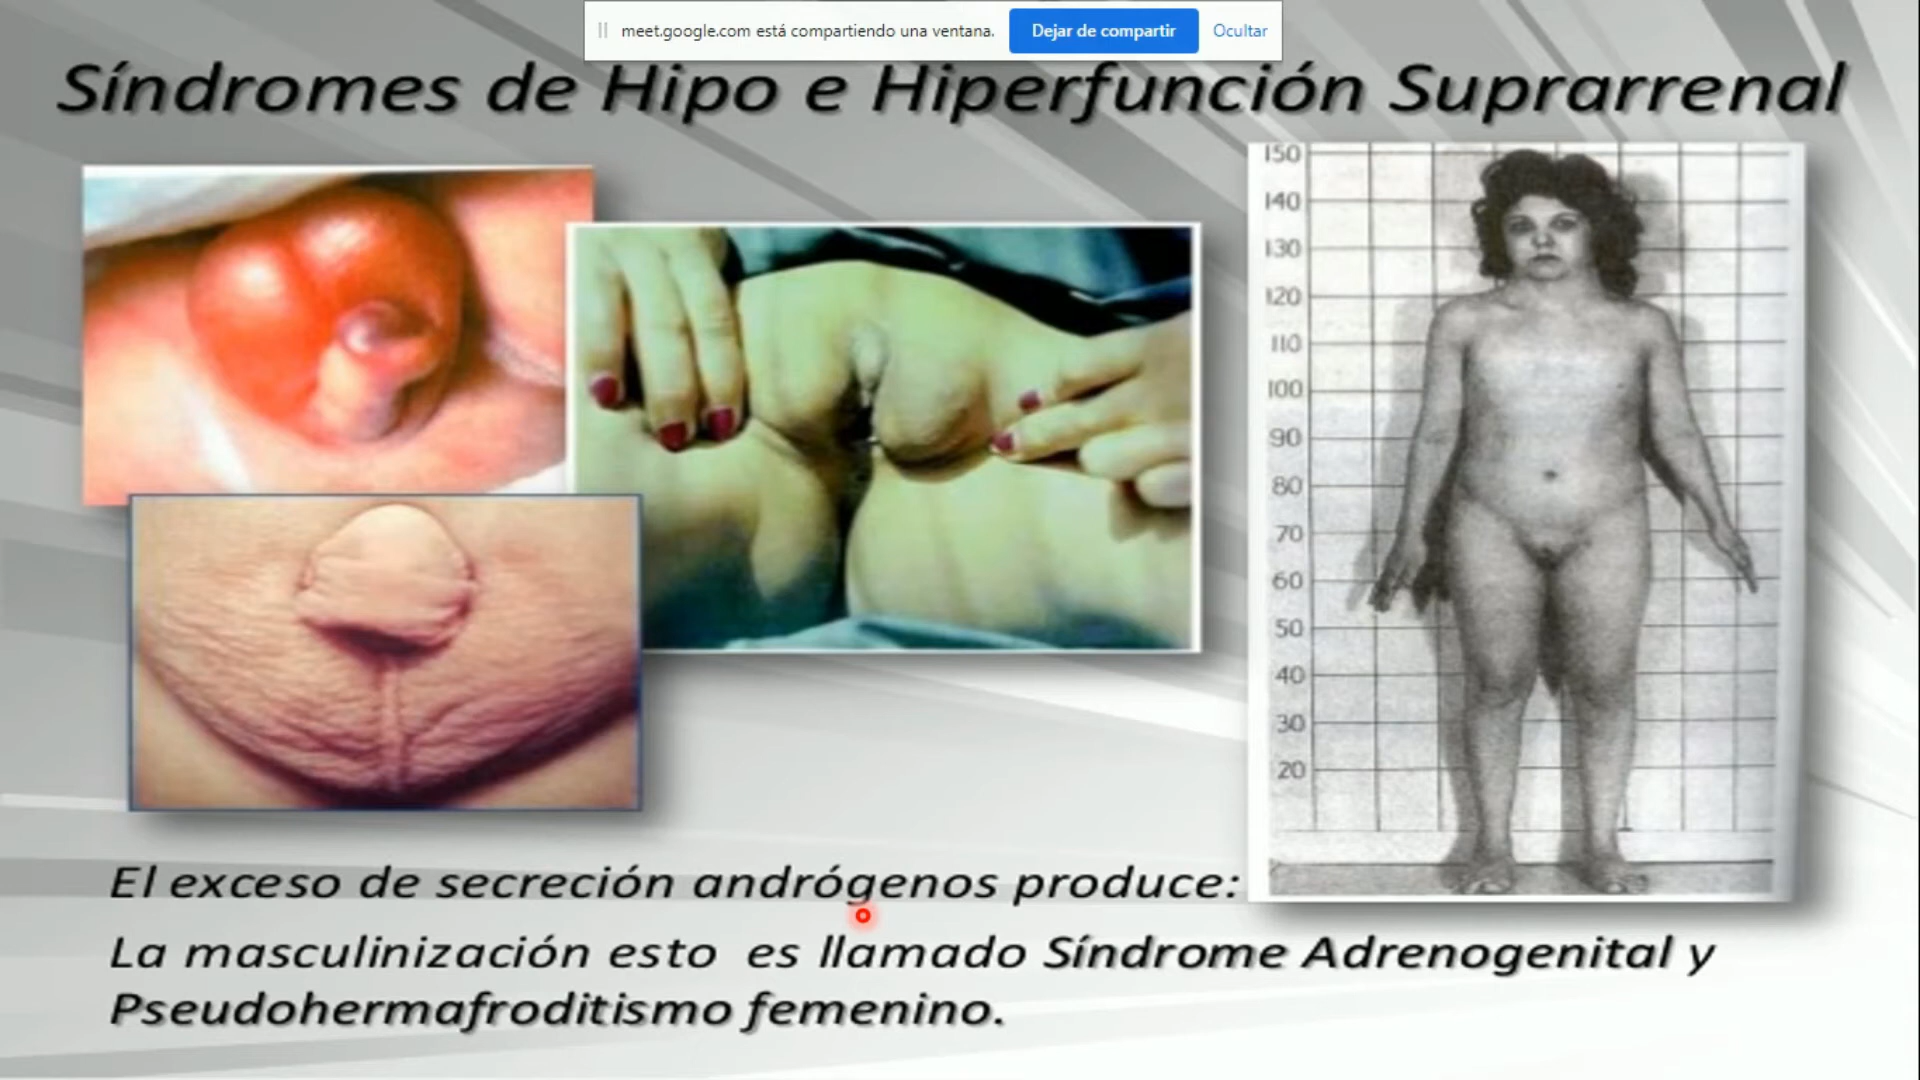 meet.google.com está compartiendo una ventana.
Dejar de compartir
Ocultar
Síndromes de Hipo e Hiperfunción Suprarrenal
150
140
130
120
110
100
90
80
70
60
50
40
30
20
El exceso de secreción andrógenos produce:
La masculinización esto es llamado Síndrome Adrenogenital y
Pseudohermafroditismo femenino.